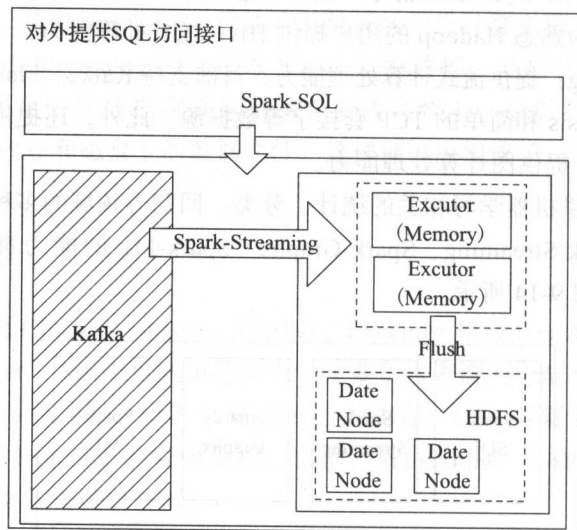 对外提供SQL访问接口
Spark-SQL
Spark-Streaming
Kafka
Excutor
（Memory）
Excutor
（Memory）
Flush
HDFS
Date
Node
Date
Node
Date
Node